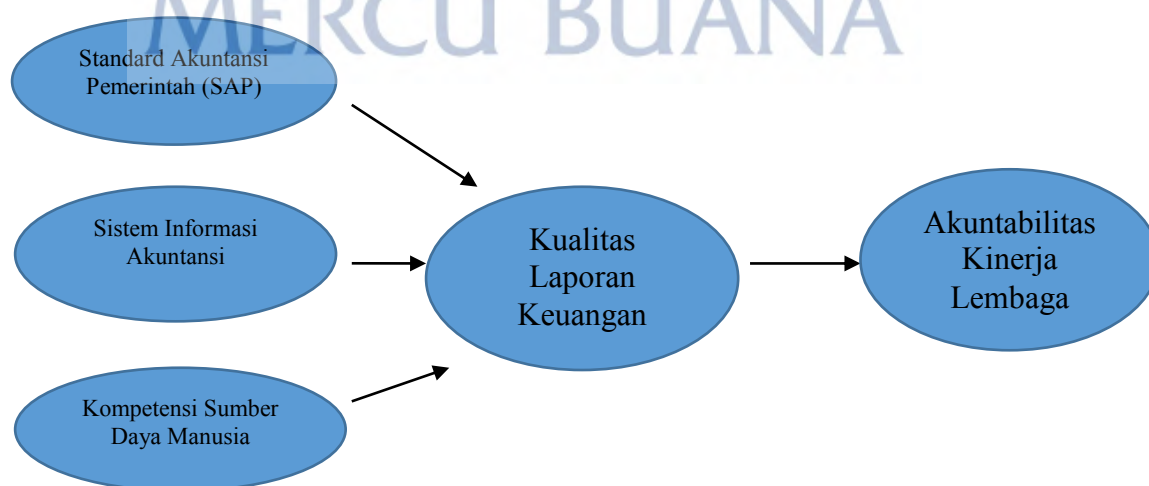 MERCU BUANA
Standard Akuntansi
Pemerintah (SAP)
Sistem Informasi
Akuntansi
Kompetensi Sumber
Daya Manusia
Kualitas
Laporan
Keuangan
Akuntabilitas
Kinerja
Lembaga